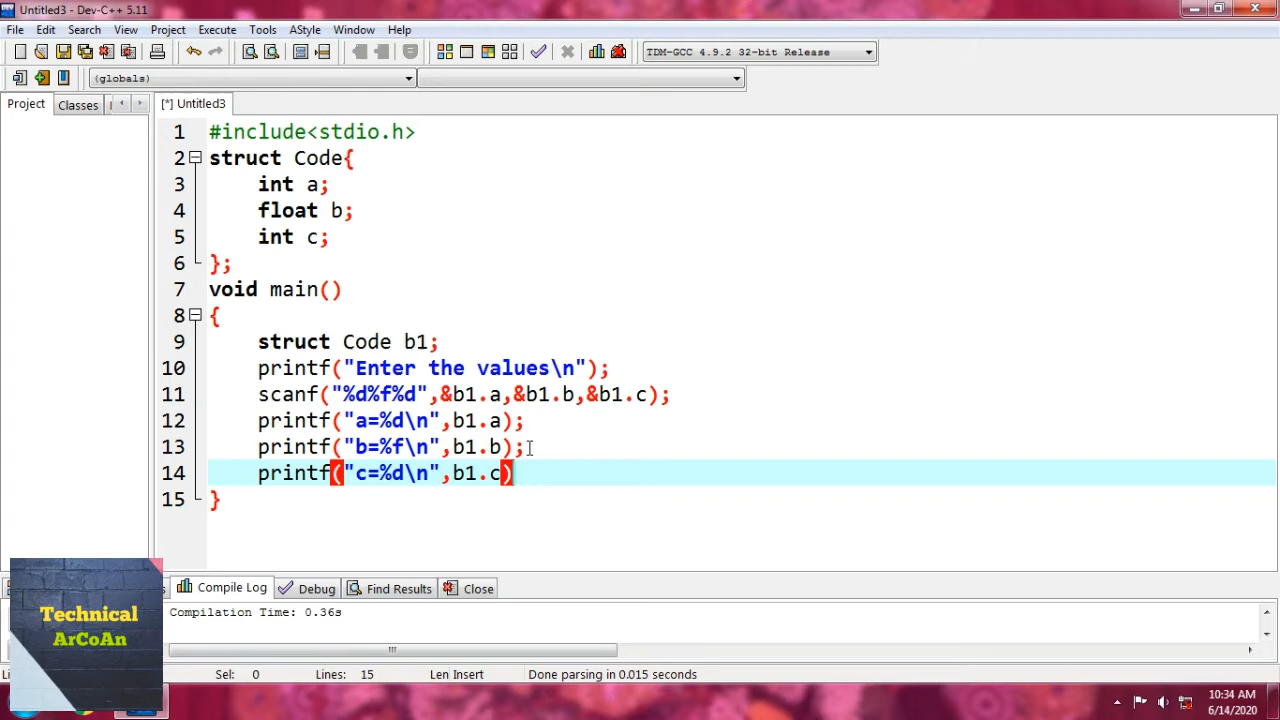 Untitled3 - Dev-C++ 5.11
File Edit Search View Project Execute Tools AStyle Window Help
TDM-GCC 4.9.2 32-bit Release
(globals)
Project Classes [*] Untitled3
1 #include<stdio.h>
2 struct Code{
3 int a;
4 float b;
5 int c;
6 };
7 void main()
8 {
9 struct Code b1;
10 printf("Enter the values\n");
11 scanf("%d%f%d",&b1.a,&b1.b,&b1.c);
12 printf("a=%d\n",b1.a);
13 printf("b=%f\n",b1.b);
14 printf("c=%d\n",b1.c)
15 }
Compile Log Debug Find Results Close
Compilation Time: 0.36s
Technical
ArCoAn
Sel: 0 Lines: 15 Len Insert Done parsing in 0.015 seconds
10:34 AM
6/14/2020